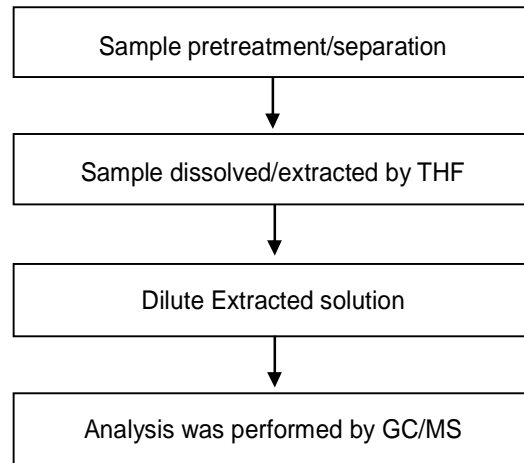 Sample pretreatment/separation
Sample dissolved/extracted by THF
Dilute Extracted solution
Analysis was performed by GC/MS